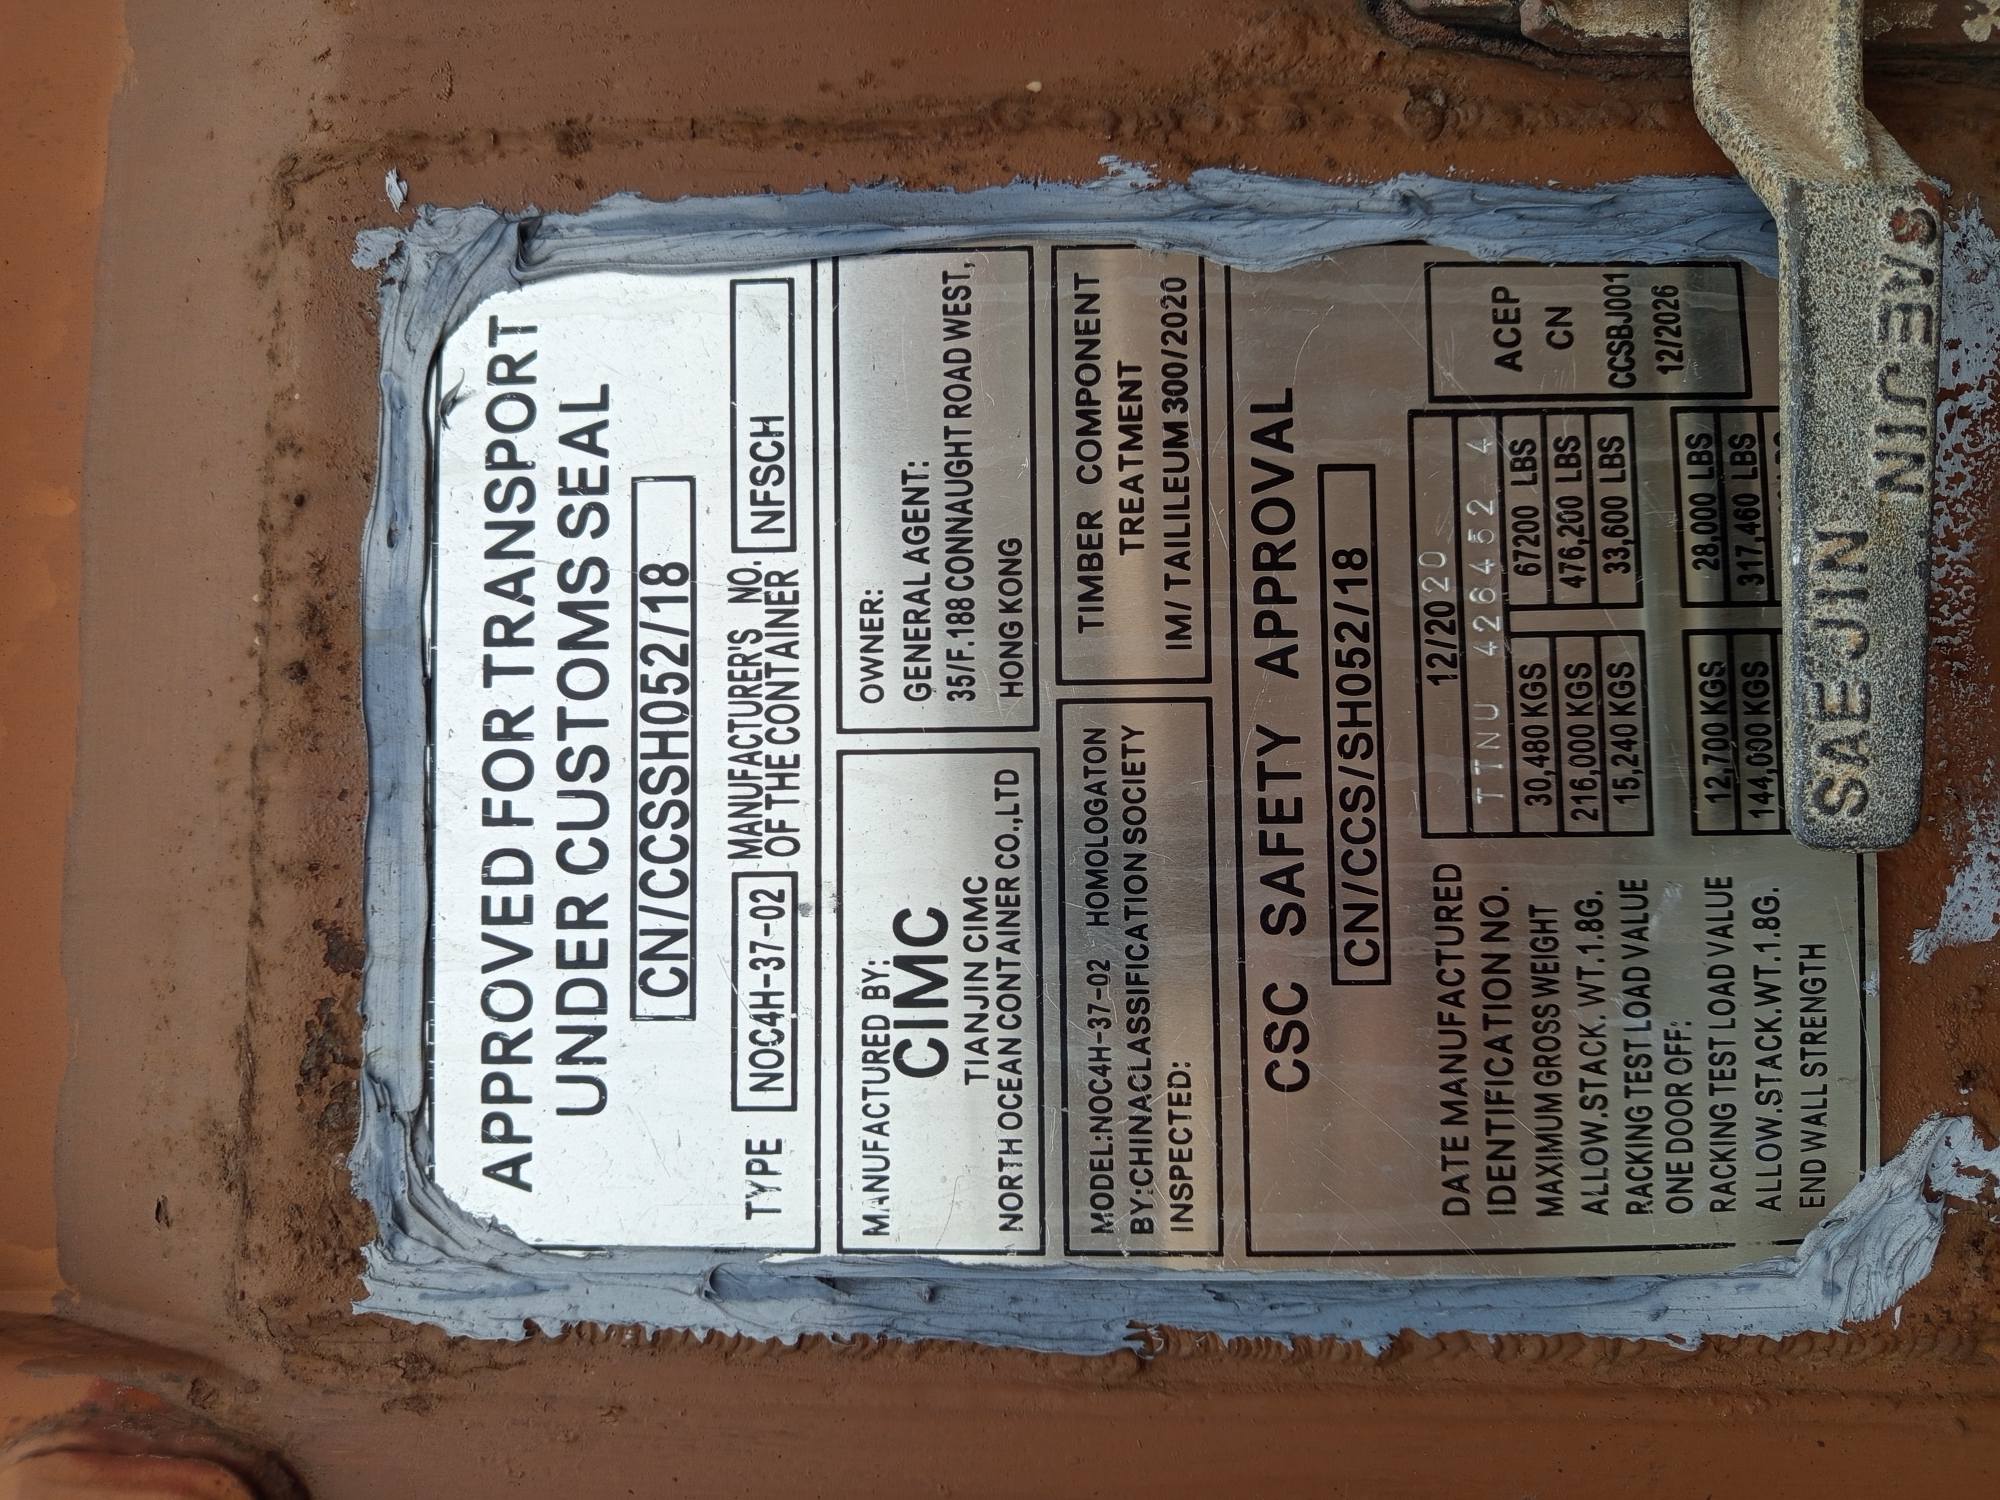 APPROVED FOR TRANSPORT
UNDER CUSTOMS SEAL
CN/CCSSH052/18
TYPE NOC4H-37-02 MANUFACTURER'S NO. OF THE CONTAINER NFSCH
MANUFACTURED BY:
CIMC
TIANJIN CIMC
NORTH OCEAN CONTAINER CO.,LTD
OWNER:
GENERAL AGENT:
35/F.188 CONNAUGHT ROAD WEST,
HONG KONG
MODEL:NOC4H-37-02 HOMOLOGATON
BY:CHINACLASSIFICATION SOCIETY
INSPECTED:
TIMBER COMPONENT
TREATMENT
IM/TAILILEUM 300/2020
CSC SAFETY APPROVAL
CN/CCS/SH052/18
DATE MANUFACTURED 12/2020
IDENTIFICATION NO. TTNU 426452 4
MAXIMUM GROSS WEIGHT 30,480 KGS 67200 LBS
ALLOW.STACK. WT.1.8G. 216,000 KGS 476,200 LBS
RACKING TEST LOAD VALUE 15,240 KGS 33,600 LBS
ONE DOOR OFF:
RACKING TEST LOAD VALUE 12,700 KGS 28,000 LBS
ALLOW.STACK.WT.1.8G. 144,000 KGS 317,460 LBS
END WALL STRENGTH
ACEP
CN
CCSBJ001
12/2026
SAEJIN
SAEJIN